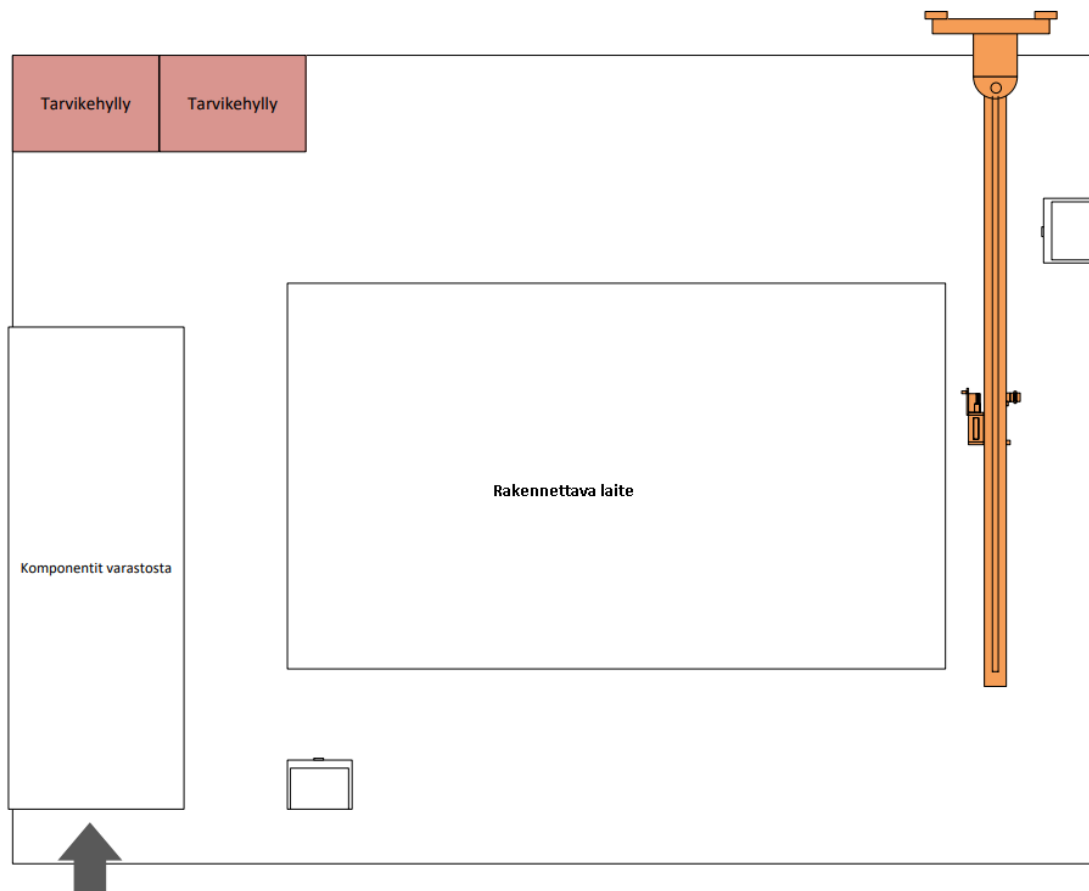 Tarvikehylly
Tarvikehylly
Rakennettava laite
Komponentit varastosta